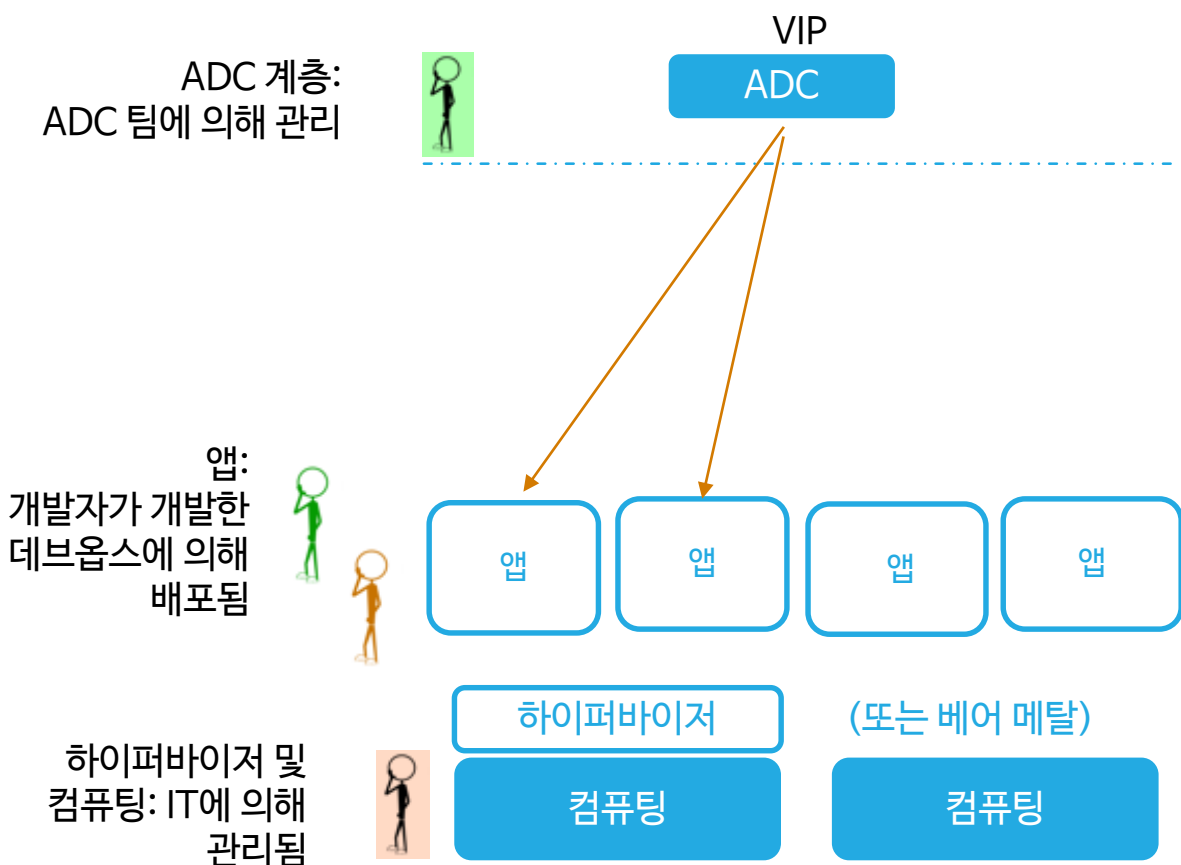 VIP
ADC 계층:
ADC 팀에 의해 관리
ADC
앱:
개발자가 개발한
데브옵스에 의해
배포됨
앱
앱
앱
앱
하이퍼바이저
(또는 베어 메탈)
하이퍼바이저 및
컴퓨팅: IT에 의해
관리됨
컴퓨팅
컴퓨팅